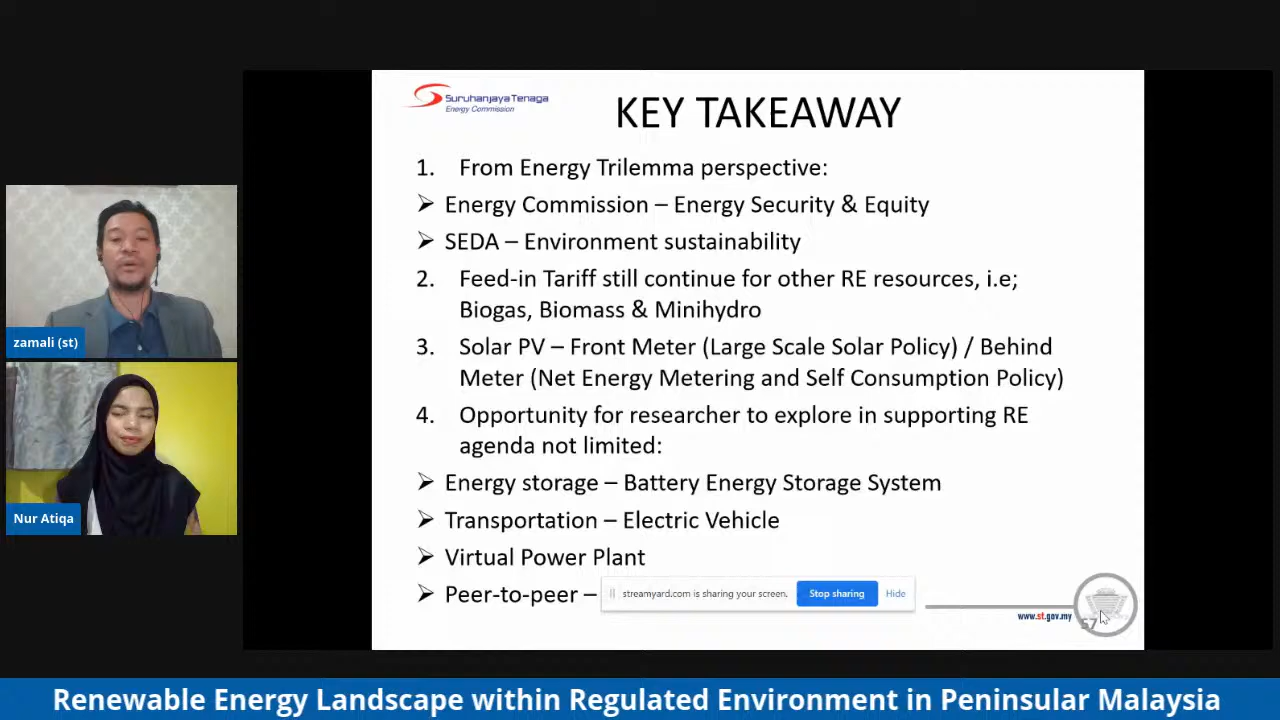 Suruhanjaya Tenaga
Energy Commission
KEY TAKEAWAY
1. From Energy Trilemma perspective:
➢ Energy Commission – Energy Security & Equity
➢ SEDA – Environment sustainability
2. Feed-in Tariff still continue for other RE resources, i.e;
Biogas, Biomass & Minihydro
3. Solar PV – Front Meter (Large Scale Solar Policy) / Behind
Meter (Net Energy Metering and Self Consumption Policy)
4. Opportunity for researcher to explore in supporting RE
agenda not limited:
➢ Energy storage – Battery Energy Storage System
➢ Transportation – Electric Vehicle
➢ Virtual Power Plant
➢ Peer-to-peer –
streamyard.com is sharing your screen. Stop sharing Hide
www.st.gov.my
57
zamali (st)
Nur Atiqa
Renewable Energy Landscape within Regulated Environment in Peninsular Malaysia